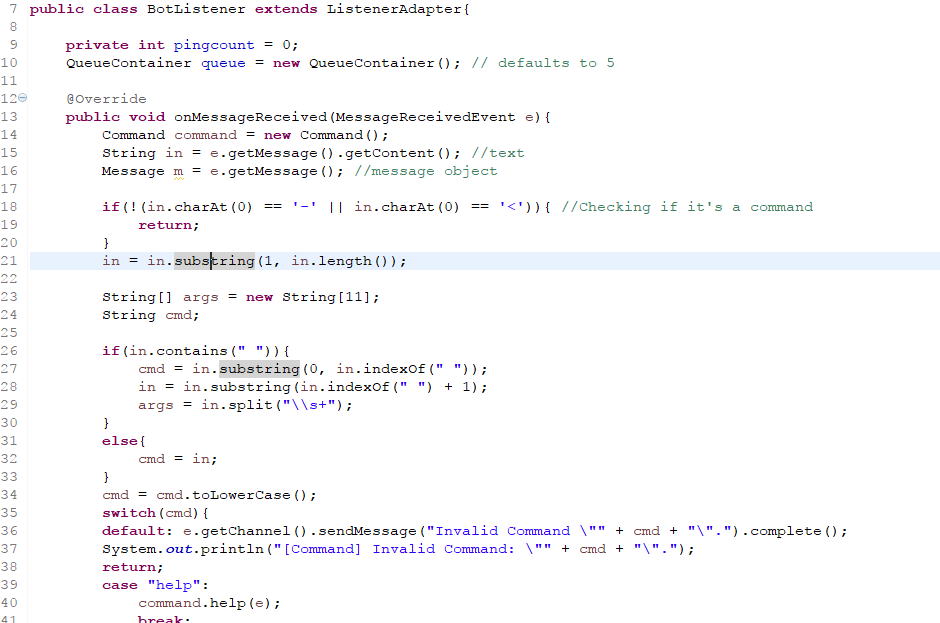 7 public class BotListener extends ListenerAdapter{
8
9 private int pingcount = 0;
10 QueueContainer queue = new QueueContainer(); // defaults to 5
11
12 @Override
13 public void onMessageReceived(MessageReceivedEvent e){
14 Command command = new Command();
15 String in = e.getMessage().getContent(); //text
16 Message m = e.getMessage(); //message object
17
18 if(!(in.charAt(0) == '-' || in.charAt(0) == '<')){ //Checking if it's a command
19 return;
20 }
21 in = in.substring(1, in.length());
22
23 String[] args = new String[11];
24 String cmd;
25
26 if(in.contains(" ")){
27 cmd = in.substring(0, in.indexOf(" "));
28 in = in.substring(in.indexOf(" ") + 1);
29 args = in.split("\\s+");
30 }
31 else{
32 cmd = in;
33 }
34 cmd = cmd.toLowerCase();
35 switch(cmd){
36 default: e.getChannel().sendMessage("Invalid Command \"" + cmd + "\".").complete();
37 System.out.println("[Command] Invalid Command: \"" + cmd + "\".");
38 return;
39 case "help":
40 command.help(e);
41 break;